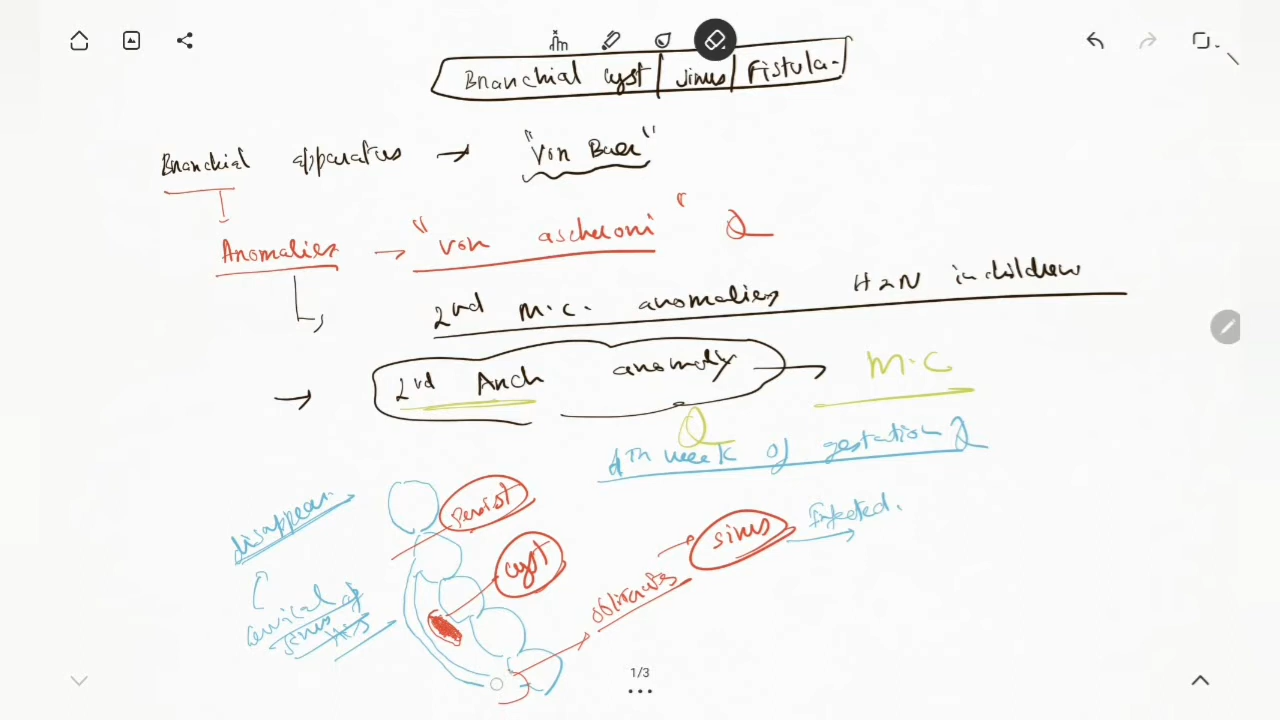 Branchial cyst | sinus | Fistula.
Branchial apparatus → "Von Baer"
Anomalies → "von ascheroni" Q
2nd M.C. anomalies H&N in children
→ 2nd Arch anomaly → M.C
Q
4th week of gestation Q
disappear
Persist
cyst
cervical
sinus of
His
obliterate
sinus
Infected.
1/3